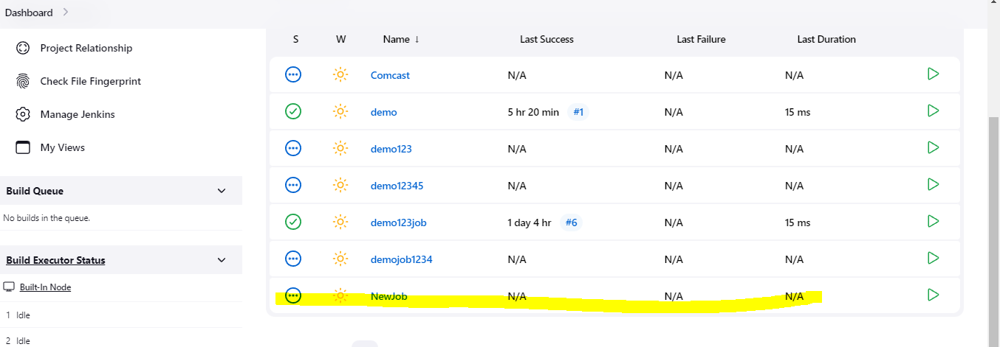 Dashboard
Project Relationship
Check File Fingerprint
Manage Jenkins
My Views
Build Queue
No builds in the queue.
Build Executor Status
Built-In Node
1 Idle
2 Idle
S W Name ↓ Last Success Last Failure Last Duration
Comcast N/A N/A N/A
demo 5 hr 20 min #1 N/A 15 ms
demo123 N/A N/A N/A
demo12345 N/A N/A N/A
demo123job 1 day 4 hr #6 N/A 15 ms
demojob1234 N/A N/A N/A
NewJob N/A N/A N/A